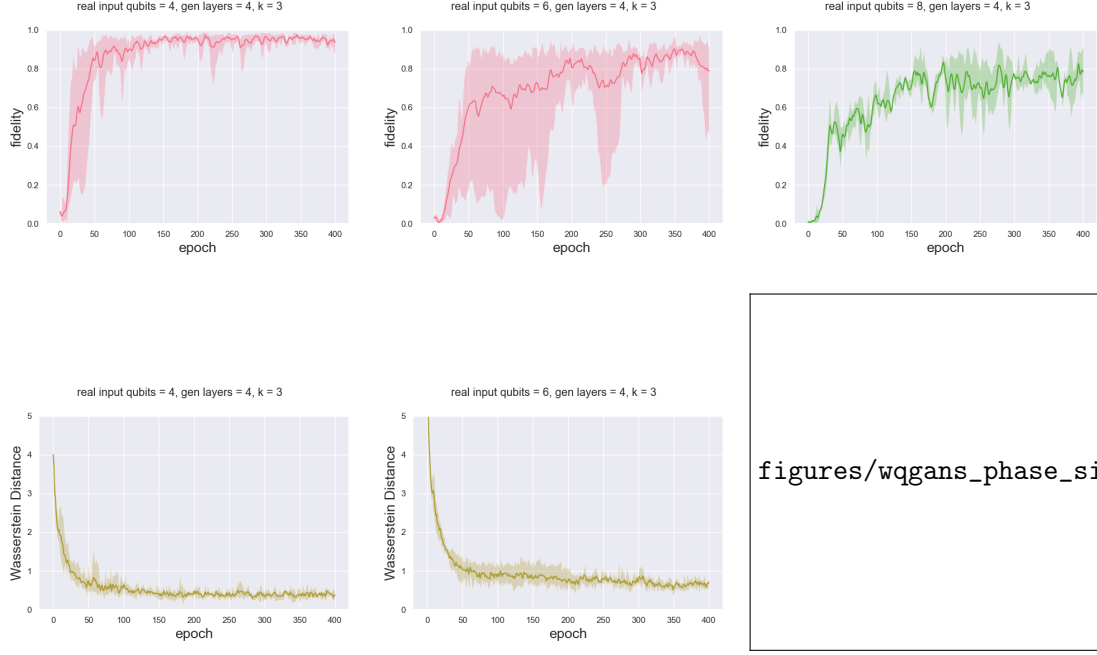 real input qubits = 4, gen layers = 4, k = 3
real input qubits = 6, gen layers = 4, k = 3
real input qubits = 8, gen layers = 4, k = 3
1.0
0.8
0.6
0.4
0.2
0.0
fidelity
0 50 100 150 200 250 300 350 400
epoch
1.0
0.8
0.6
0.4
0.2
0.0
fidelity
0 50 100 150 200 250 300 350 400
epoch
1.0
0.8
0.6
0.4
0.2
0.0
fidelity
0 50 100 150 200 250 300 350 400
epoch
real input qubits = 4, gen layers = 4, k = 3
real input qubits = 6, gen layers = 4, k = 3
5
4
3
2
1
0
Wasserstein Distance
0 50 100 150 200 250 300 350 400
epoch
5
4
3
2
1
0
Wasserstein Distance
0 50 100 150 200 250 300 350 400
epoch
figures/wqgans_phase_si